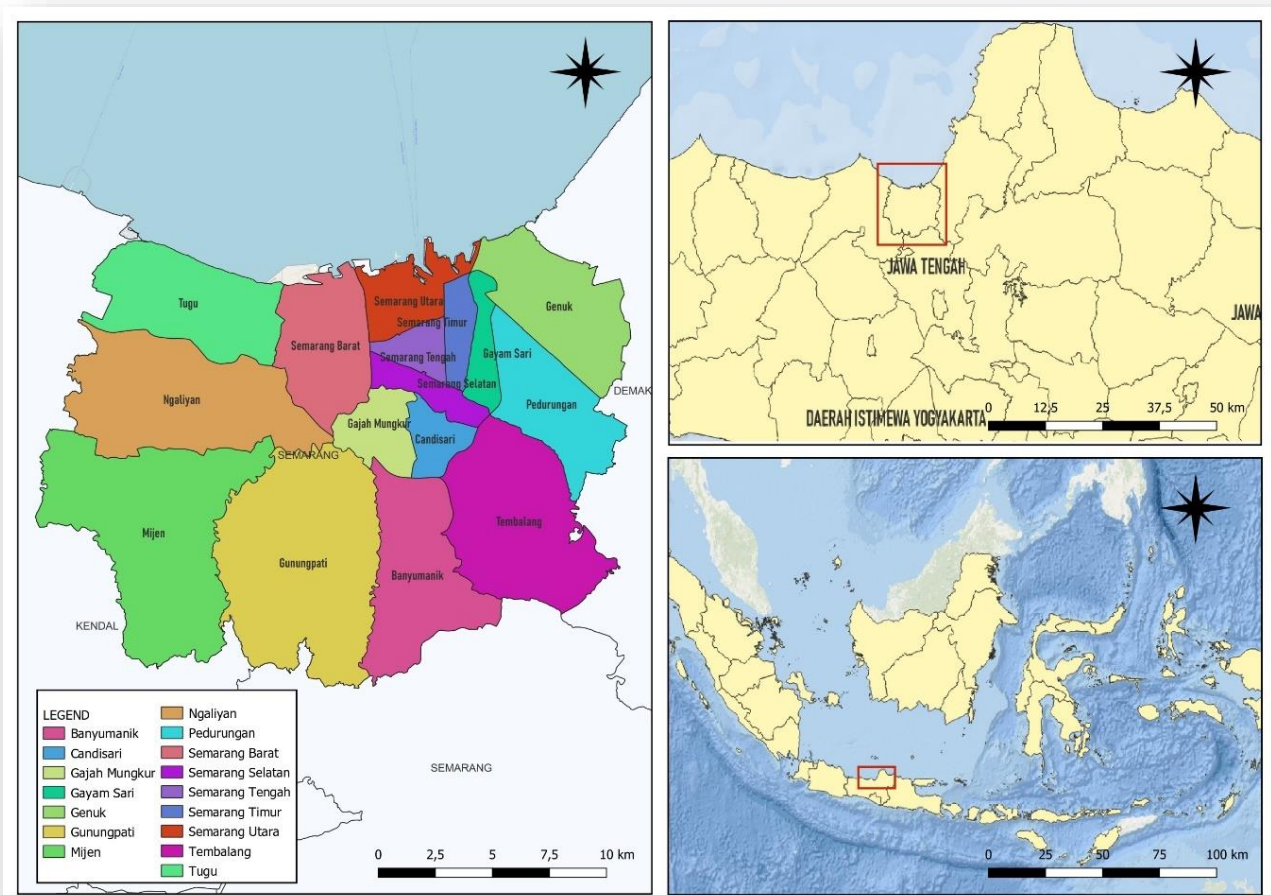 Tugu
Semarang Utara
Genuk
Semarang Timur
Semarang Barat
Semarang Tengah
Gayam Sari
Semarang Selatan
DEMAK
Ngaliyan
Pedurungan
Gajah Mungkur
Candisari
SEMARANG
Mijen
Tembalang
Gunungpati
Banyumanik
KENDAL
SEMARANG
LEGEND
Banyumanik
Candisari
Gajah Mungkur
Gayam Sari
Genuk
Gunungpati
Mijen
Ngaliyan
Pedurungan
Semarang Barat
Semarang Selatan
Semarang Tengah
Semarang Timur
Semarang Utara
Tembalang
Tugu
0 2,5 5 7,5 10 km
JAWA TENGAH
JAWA
DAERAH ISTIMEWA YOGYAKARTA
0 12,5 25 37,5 50 km
0 25 50 75 100 km